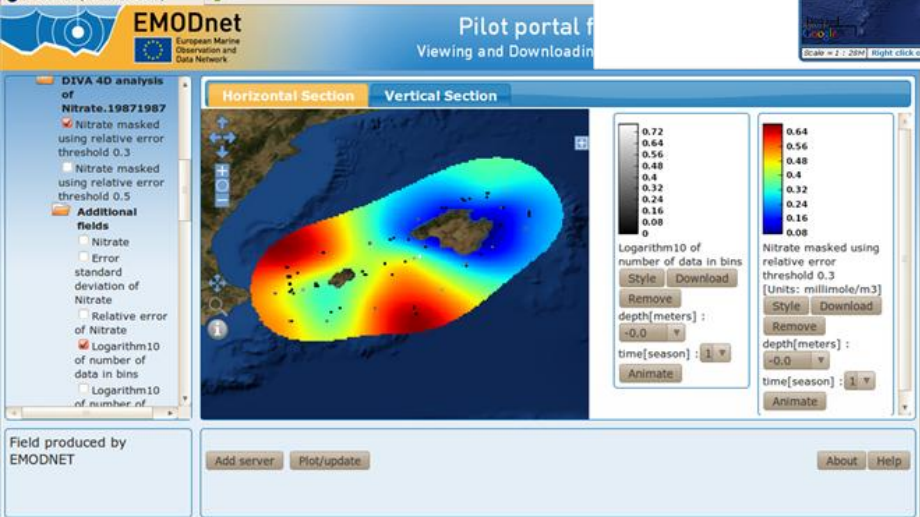 EMODnet
European Marine
Observation and
Data Network
Pilot portal f
Viewing and Downloadin
Google
Scale = 1 : 28M
Right click o
DIVA 4D analysis
of
Nitrate.19871987
Nitrate masked
using relative error
threshold 0.3
Nitrate masked
using relative error
threshold 0.5
Additional
fields
Nitrate
Error
standard
deviation of
Nitrate
Relative error
of Nitrate
Logarithm10
of number of
data in bins
Logarithm10
of number of
Horizontal Section
Vertical Section
0.72
0.64
0.56
0.48
0.4
0.32
0.24
0.16
0.08
0
Logarithm10 of
number of data in bins
Style
Download
Remove
depth[meters] :
-0.0
time[season] :
1
Animate
0.64
0.56
0.48
0.4
0.32
0.24
0.16
0.08
Nitrate masked using
relative error
threshold 0.3
[Units: millimole/m3]
Style
Download
Remove
depth[meters] :
-0.0
time[season] :
1
Animate
Field produced by
EMODNET
Add server
Plot/update
About
Help